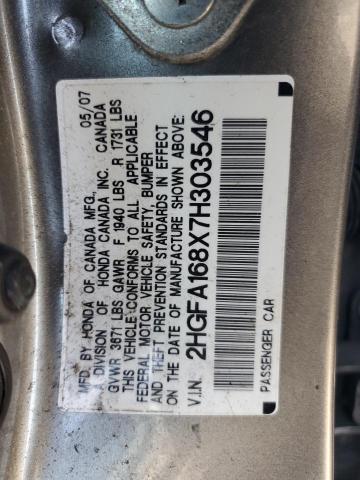 MFD. BY HONDA OF CANADA MFG., 05/07
A DIVISION OF HONDA CANADA INC. CANADA
GVWR 3671 LBS GAWR F 1940 LBS R 1731 LBS
THIS VEHICLE CONFORMS TO ALL APPLICABLE
FEDERAL MOTOR VEHICLE SAFETY, BUMPER
AND THEFT PREVENTION STANDARDS IN EFFECT
ON THE DATE OF MANUFACTURE SHOWN ABOVE.
V.I.N. 2HGFA168X7H303546
PASSENGER CAR